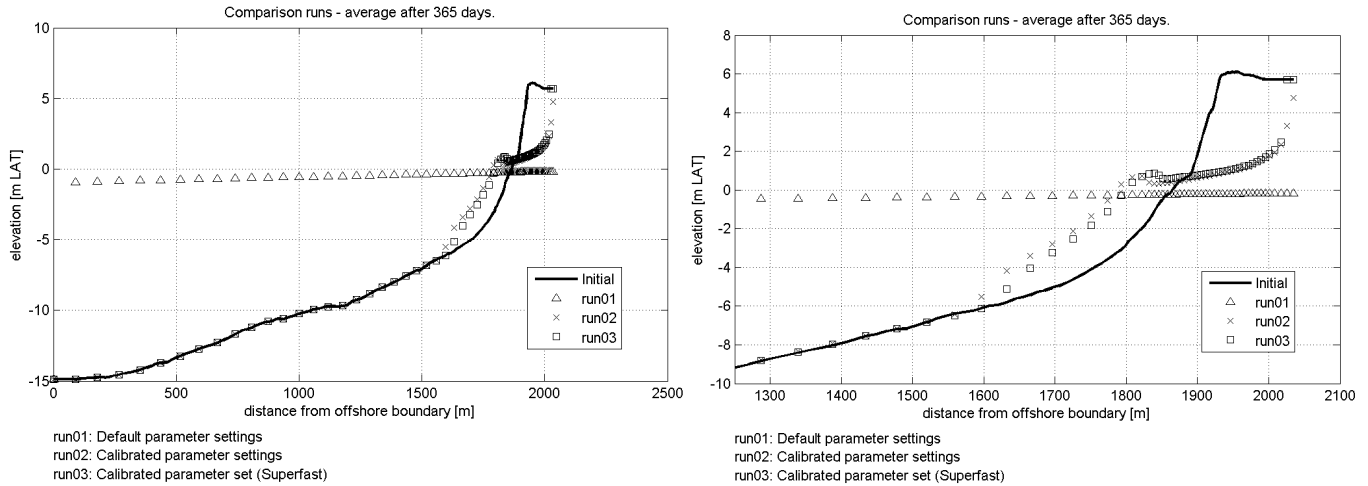 Comparison runs - average after 365 days.
10
5
0
-5
-10
-15
elevation [m LAT]
Initial
run01
run02
run03
0
500
1000
1500
2000
2500
distance from offshore boundary [m]
run01: Default parameter settings
run02: Calibrated parameter settings
run03: Calibrated parameter set (Superfast)
Comparison runs - average after 365 days.
8
6
4
2
0
-2
-4
-6
-8
-10
elevation [m LAT]
Initial
run01
run02
run03
1300
1400
1500
1600
1700
1800
1900
2000
2100
distance from offshore boundary [m]
run01: Default parameter settings
run02: Calibrated parameter settings
run03: Calibrated parameter set (Superfast)